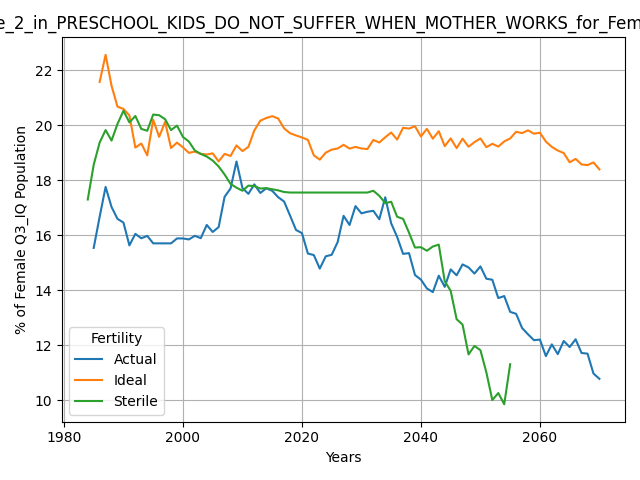 e_2_in_PRESCHOOL_KIDS_DO_NOT_SUFFER_WHEN_MOTHER_WORKS_for_Fem
% of Female Q3_IQ Population
22
20
18
16
14
12
10
Fertility
Actual
Ideal
Sterile
1980
2000
2020
2040
2060
Years